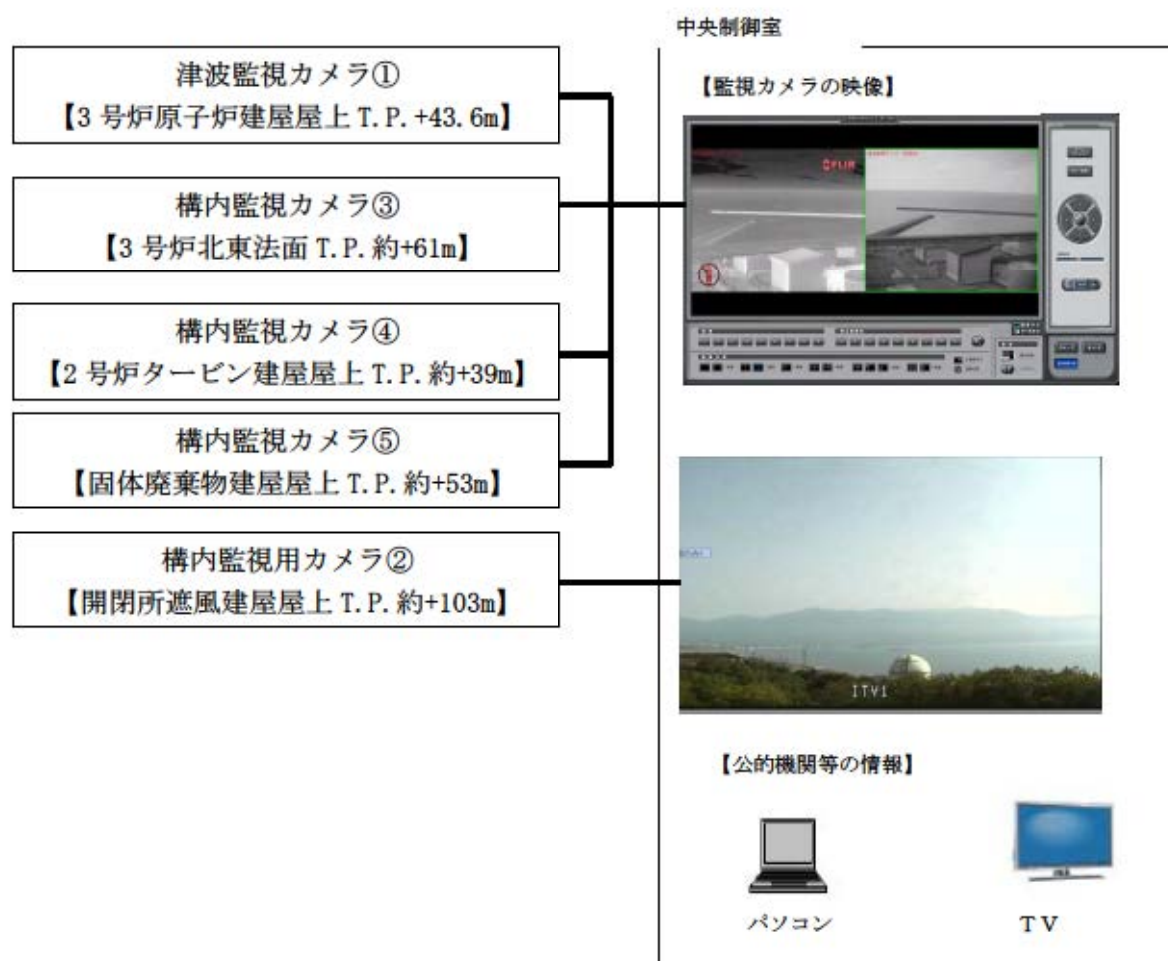 中央制御室
津波監視カメラ①
【3号炉原子炉建屋屋上 T.P.+43.6m】
構内監視カメラ③
【3号炉北東法面 T.P.約+61m】
構内監視カメラ④
【2号炉タービン建屋屋上 T.P.約+39m】
構内監視カメラ⑤
【固体廃棄物建屋屋上 T.P.約+53m】
構内監視用カメラ②
【開閉所遮風建屋屋上 T.P.約+103m】
【監視カメラの映像】
FLIR
ITV1
【公的機関等の情報】
パソコン
TV